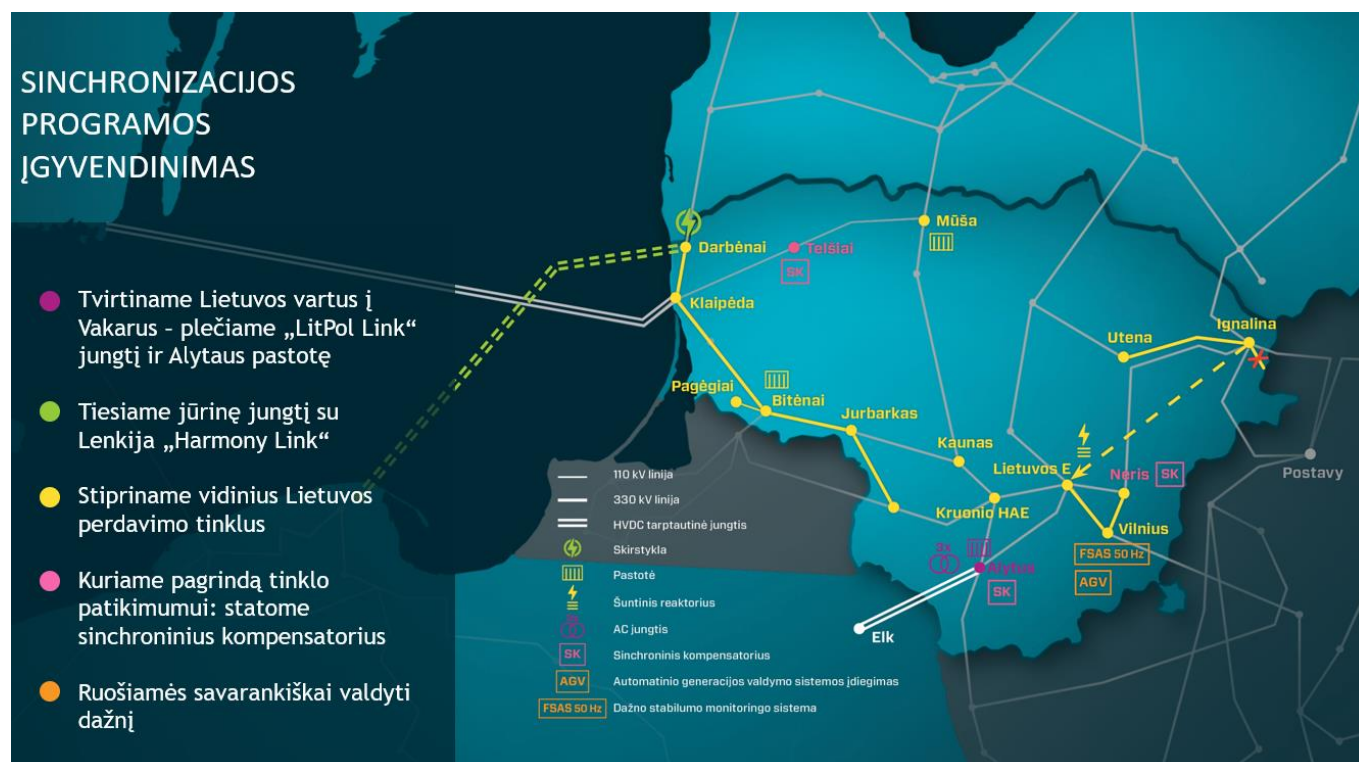 SINCHRONIZACIJOS
PROGRAMOS
ĮGYVENDINIMAS
Tvirtiname Lietuvos vartus į
Vakarus - plečiame „LitPol Link“
jungtį ir Alytaus pastotę
Tiesiame jūrinę jungtį su
Lenkija „Harmony Link“
Stipriname vidinius Lietuvos
perdavimo tinklus
Kuriame pagrindą tinklo
patikimumui: statome
sinchroninius kompensatorius
Ruošiamės savarankiškai valdyti
dažnį
Mūša
Darbėnai
Telšiai
SK
Klaipėda
Ignalina
Utena
Pagėgiai
Bitėnai
Jurbarkas
Kaunas
Lietuvos E
Neris
SK
Postavy
Kruonio HAE
Vilnius
FSAS 50 Hz
AGV
3x
Alytus
SK
Elk
110 kV linija
330 kV linija
HVDC tarptautinė jungtis
Skirstykla
Pastotė
Šuntinis reaktorius
AC jungtis
SK
Sinchroninis kompensatorius
AGV
Automatinio generacijos valdymo sistemos įdiegimas
FSAS 50 Hz
Dažno stabilumo monitoringo sistema